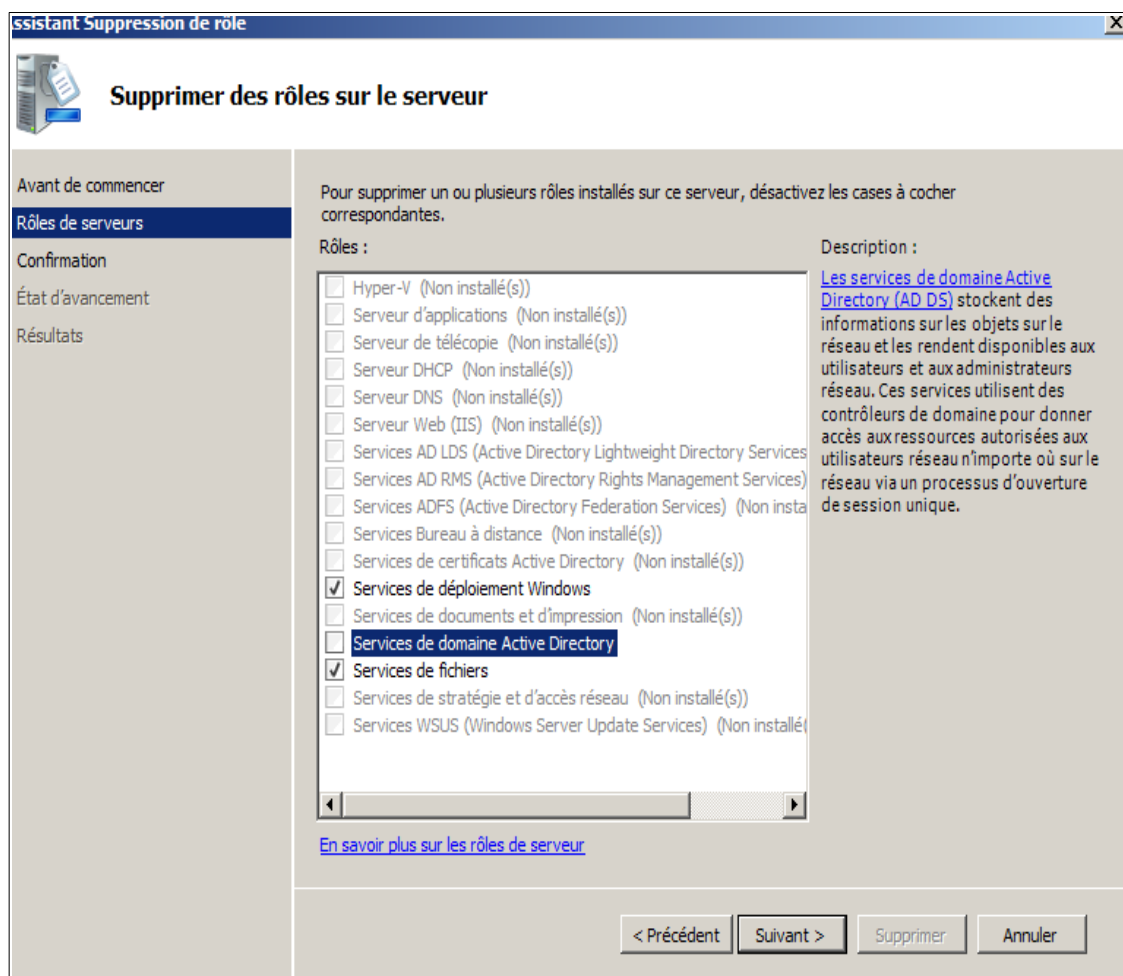 ssistant Suppression de rôle
Supprimer des rôles sur le serveur
Avant de commencer
Rôles de serveurs
Confirmation
État d'avancement
Résultats
Pour supprimer un ou plusieurs rôles installés sur ce serveur, désactivez les cases à cocher
correspondantes.
Rôles :
Hyper-V (Non installé(s))
Serveur d'applications (Non installé(s))
Serveur de télécopie (Non installé(s))
Serveur DHCP (Non installé(s))
Serveur DNS (Non installé(s))
Serveur Web (IIS) (Non installé(s))
Services AD LDS (Active Directory Lightweight Directory Services
Services AD RMS (Active Directory Rights Management Services)
Services ADFS (Active Directory Federation Services) (Non insta
Services Bureau à distance (Non installé(s))
Services de certificats Active Directory (Non installé(s))
Services de déploiement Windows
Services de documents et d'impression (Non installé(s))
Services de domaine Active Directory
Services de fichiers
Services de stratégie et d'accès réseau (Non installé(s))
Services WSUS (Windows Server Update Services) (Non installé(
En savoir plus sur les rôles de serveur
Description :
Les services de domaine Active
Directory (AD DS) stockent des
informations sur les objets sur le
réseau et les rendent disponibles aux
utilisateurs et aux administrateurs
réseau. Ces services utilisent des
contrôleurs de domaine pour donner
accès aux ressources autorisées aux
utilisateurs réseau n'importe où sur le
réseau via un processus d'ouverture
de session unique.
< Précédent
Suivant >
Supprimer
Annuler